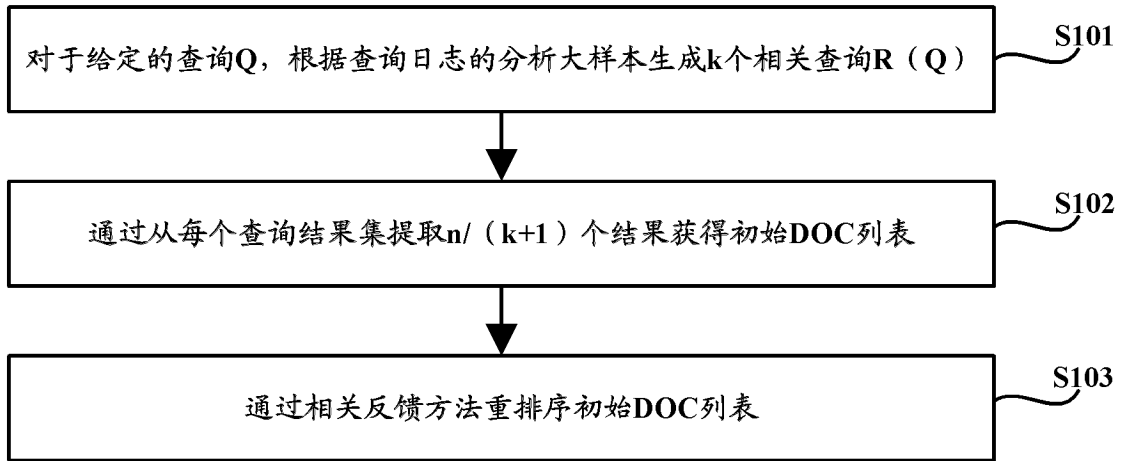 对于给定的查询Q，根据查询日志的分析大样本生成k个相关查询R（Q）
S101
通过从每个查询结果集提取n/（k+1）个结果获得初始DOC列表
S102
通过相关反馈方法重排序初始DOC列表
S103